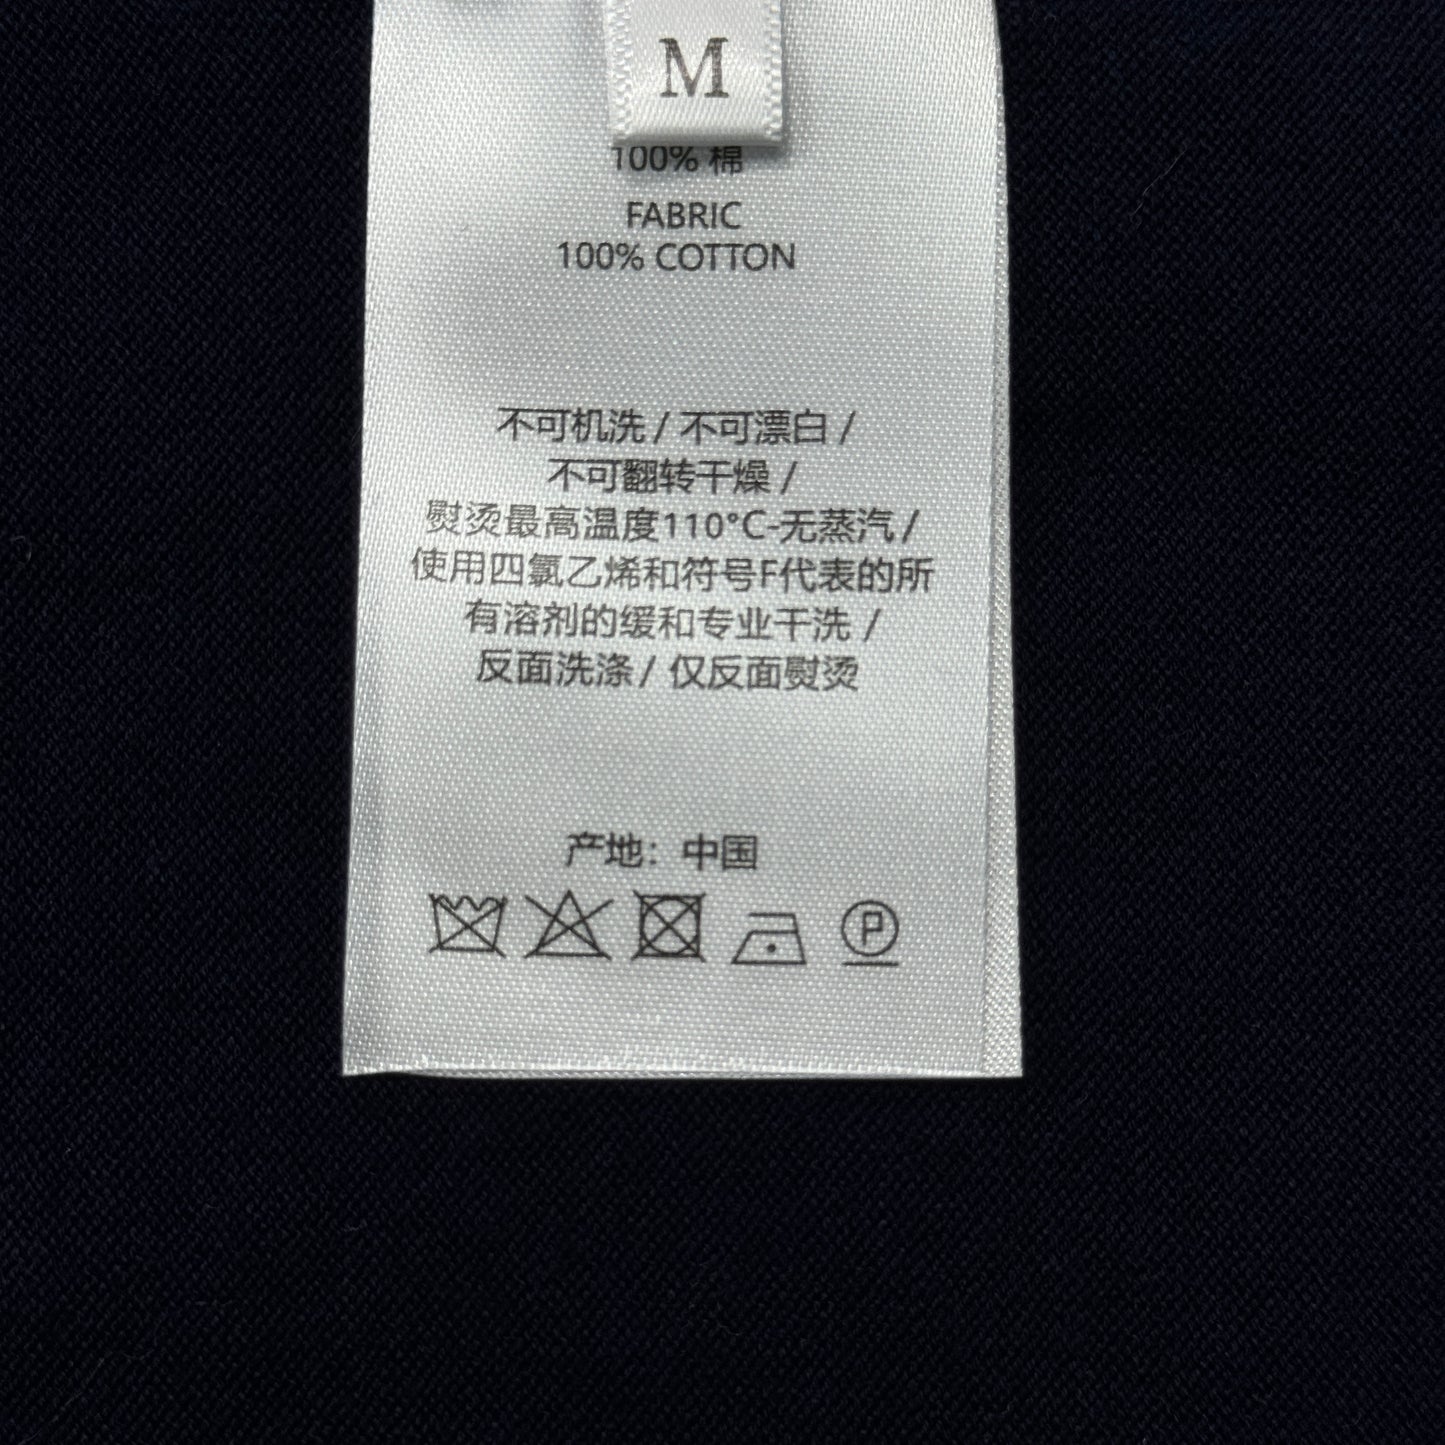 M
100% 棉
FABRIC
100% COTTON
不可机洗 / 不可漂白 /
不可翻转干燥 /
熨烫最高温度110°C-无蒸汽 /
使用四氯乙烯和符号F代表的所
有溶剂的缓和专业干洗 /
反面洗涤 / 仅反面熨烫
产地：中国
P